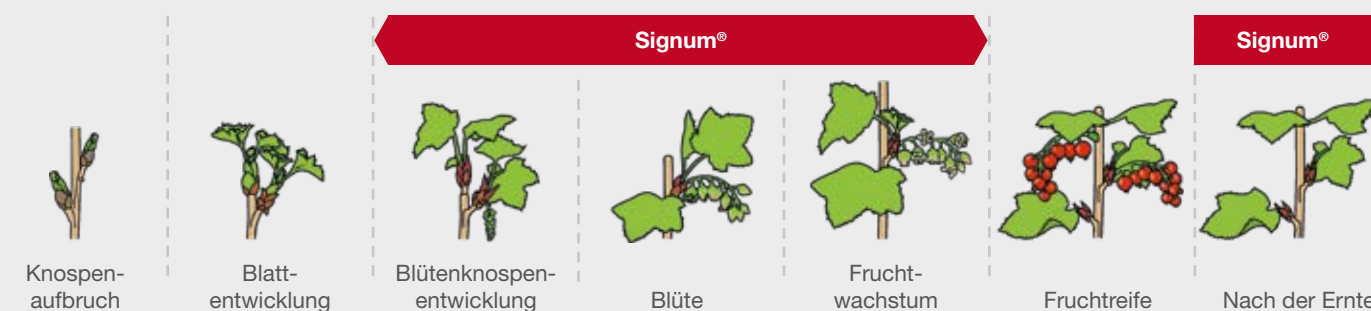 Signum®
Signum®
Knospen-
aufbruch
Blatt-
entwicklung
Blütenknospen-
entwicklung
Blüte
Frucht-
wachstum
Fruchtreife
Nach der Ernte